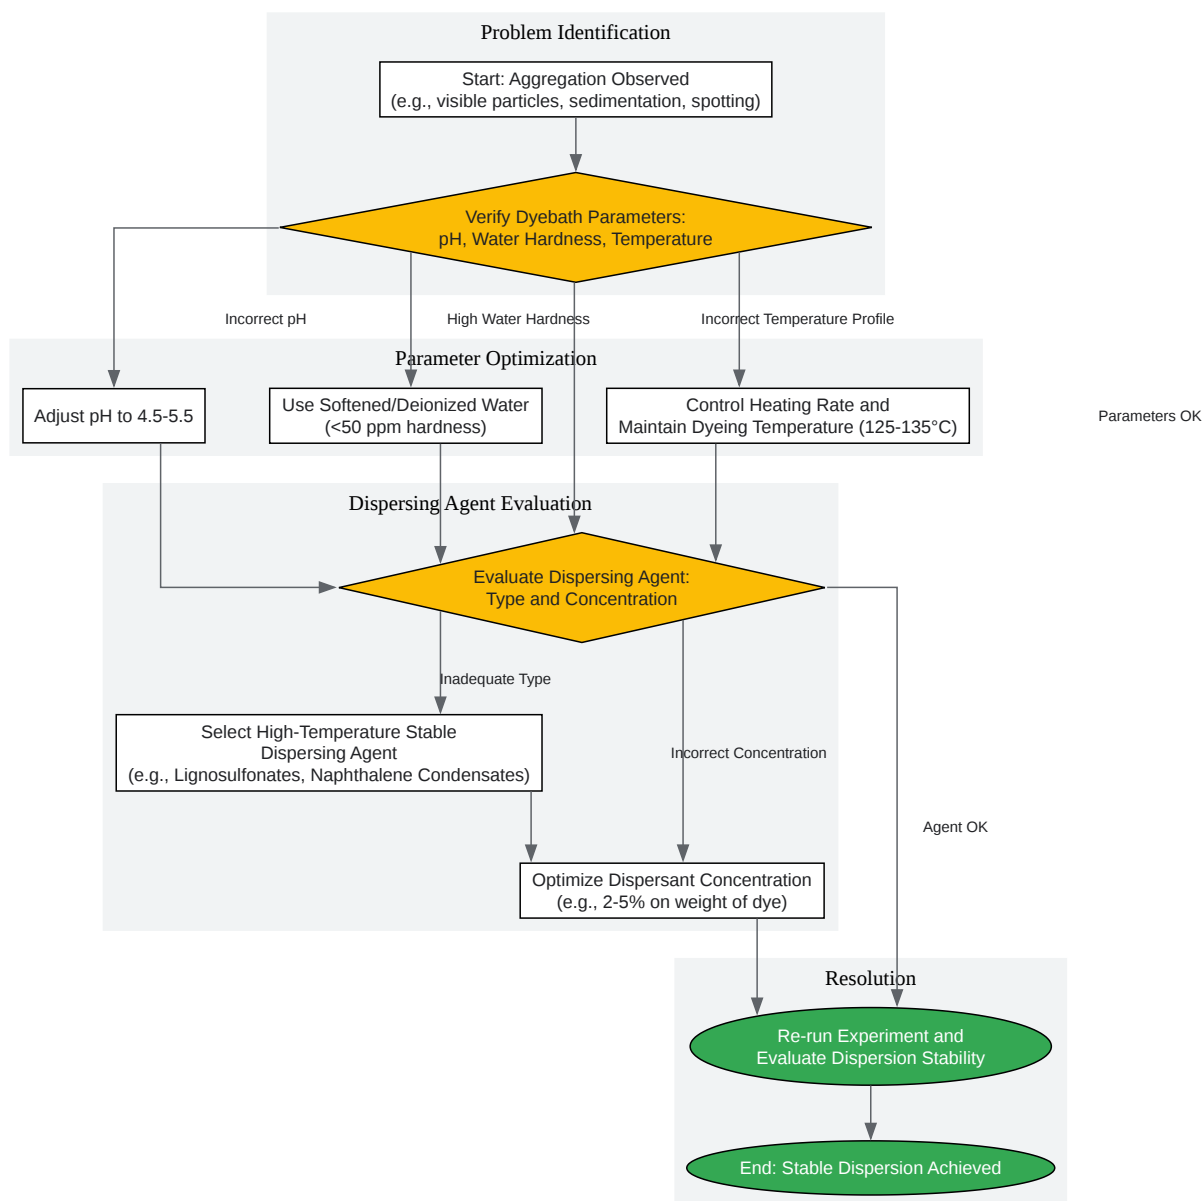 Problem Identification
Start: Aggregation Observed
(e.g., visible particles, sedimentation, spotting)
Verify Dyebath Parameters:
pH, Water Hardness, Temperature
Incorrect pH
High Water Hardness
Incorrect Temperature Profile
Parameter Optimization
Adjust pH to 4.5-5.5
Use Softened/Deionized Water
(<50 ppm hardness)
Control Heating Rate and
Maintain Dyeing Temperature (125-135°C)
Parameters OK
Dispersing Agent Evaluation
Evaluate Dispersing Agent:
Type and Concentration
Inadequate Type
Select High-Temperature Stable
Dispersing Agent
(e.g., Lignosulfonates, Naphthalene Condensates)
Incorrect Concentration
Agent OK
Optimize Dispersant Concentration
(e.g., 2-5% on weight of dye)
Resolution
Re-run Experiment and
Evaluate Dispersion Stability
End: Stable Dispersion Achieved